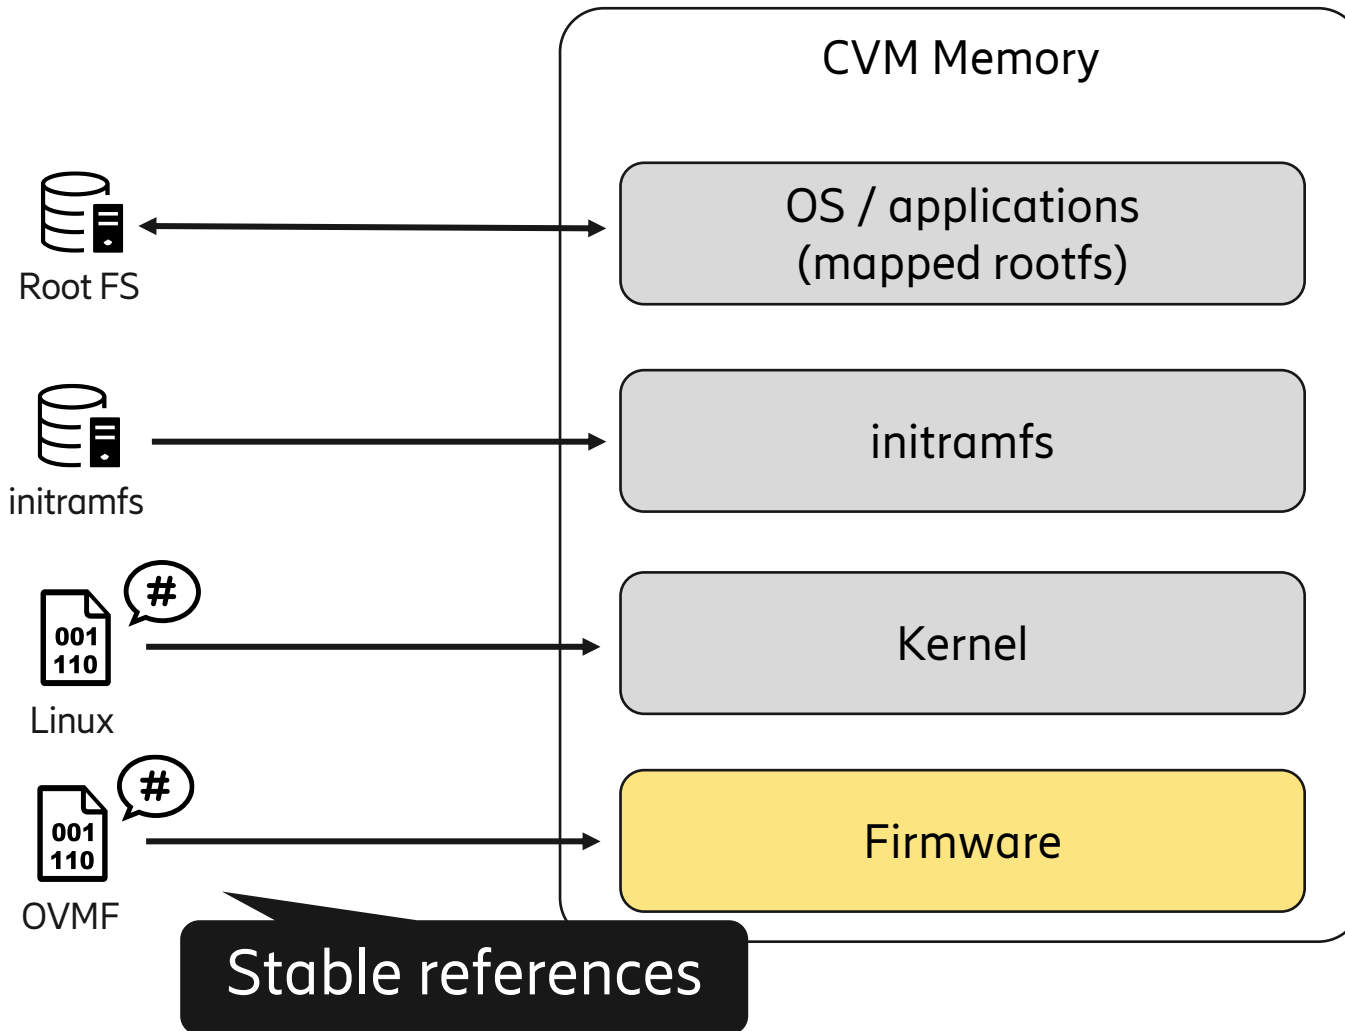 CVM Memory
Root FS
OS / applications
(mapped rootfs)
initramfs
initramfs
#
001
110
Linux
Kernel
#
001
110
OVMF
Firmware
Stable references